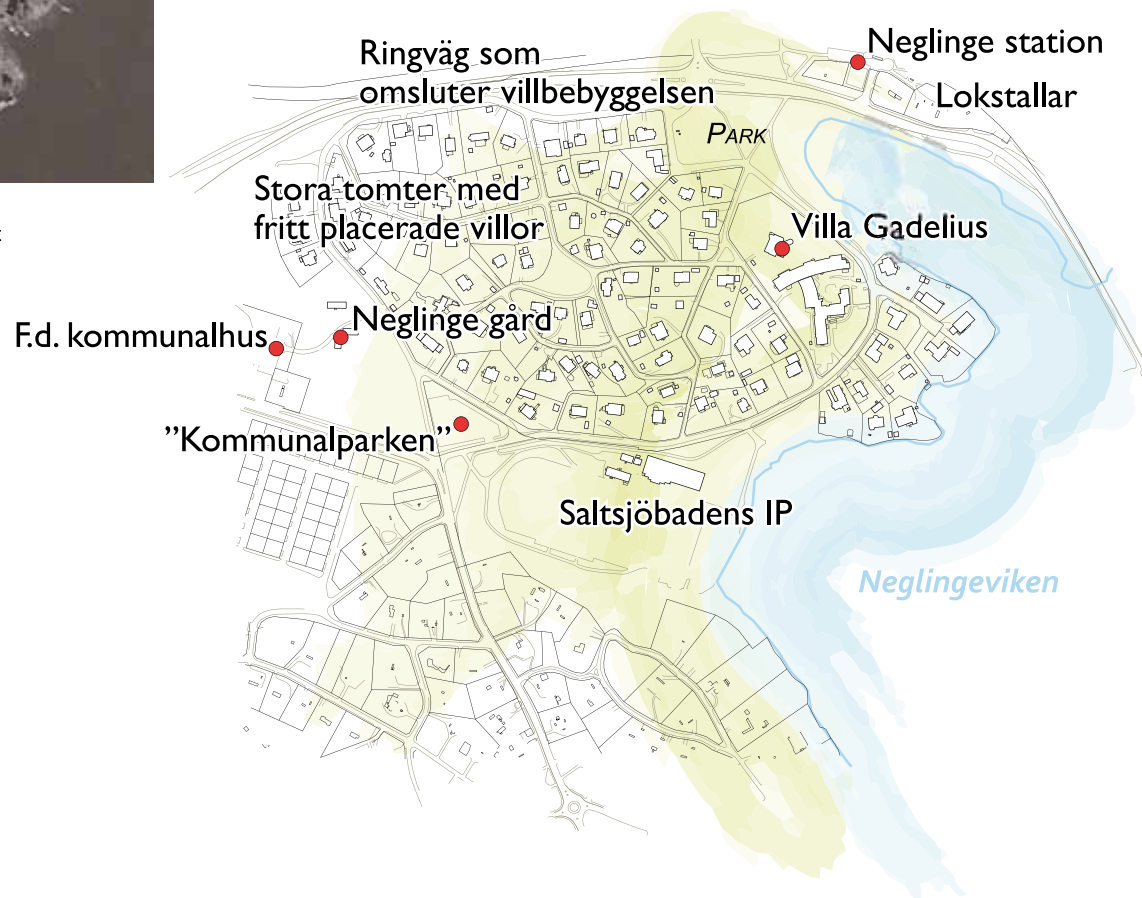 Neglinge station
Ringväg som
omsluter villbebyggelsen
Lokstallar
PARK
Stora tomter med
fritt placerade villor
Villa Gadelius
Neglinge gård
F.d. kommunalhus
”Kommunalparken”
Saltsjöbadens IP
Neglingeviken